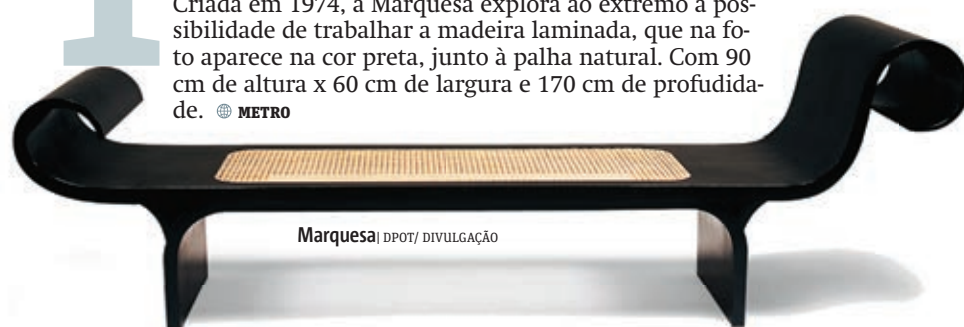 Criada em 1974, a Marquesa explora ao extremo a pos-
sibilidade de trabalhar a madeira laminada, que na fo-
to aparece na cor preta, junto à palha natural. Com 90
cm de altura x 60 cm de largura e 170 cm de profudida-
de. METRO
Marquesa| DPOT/ DIVULGAÇÃO